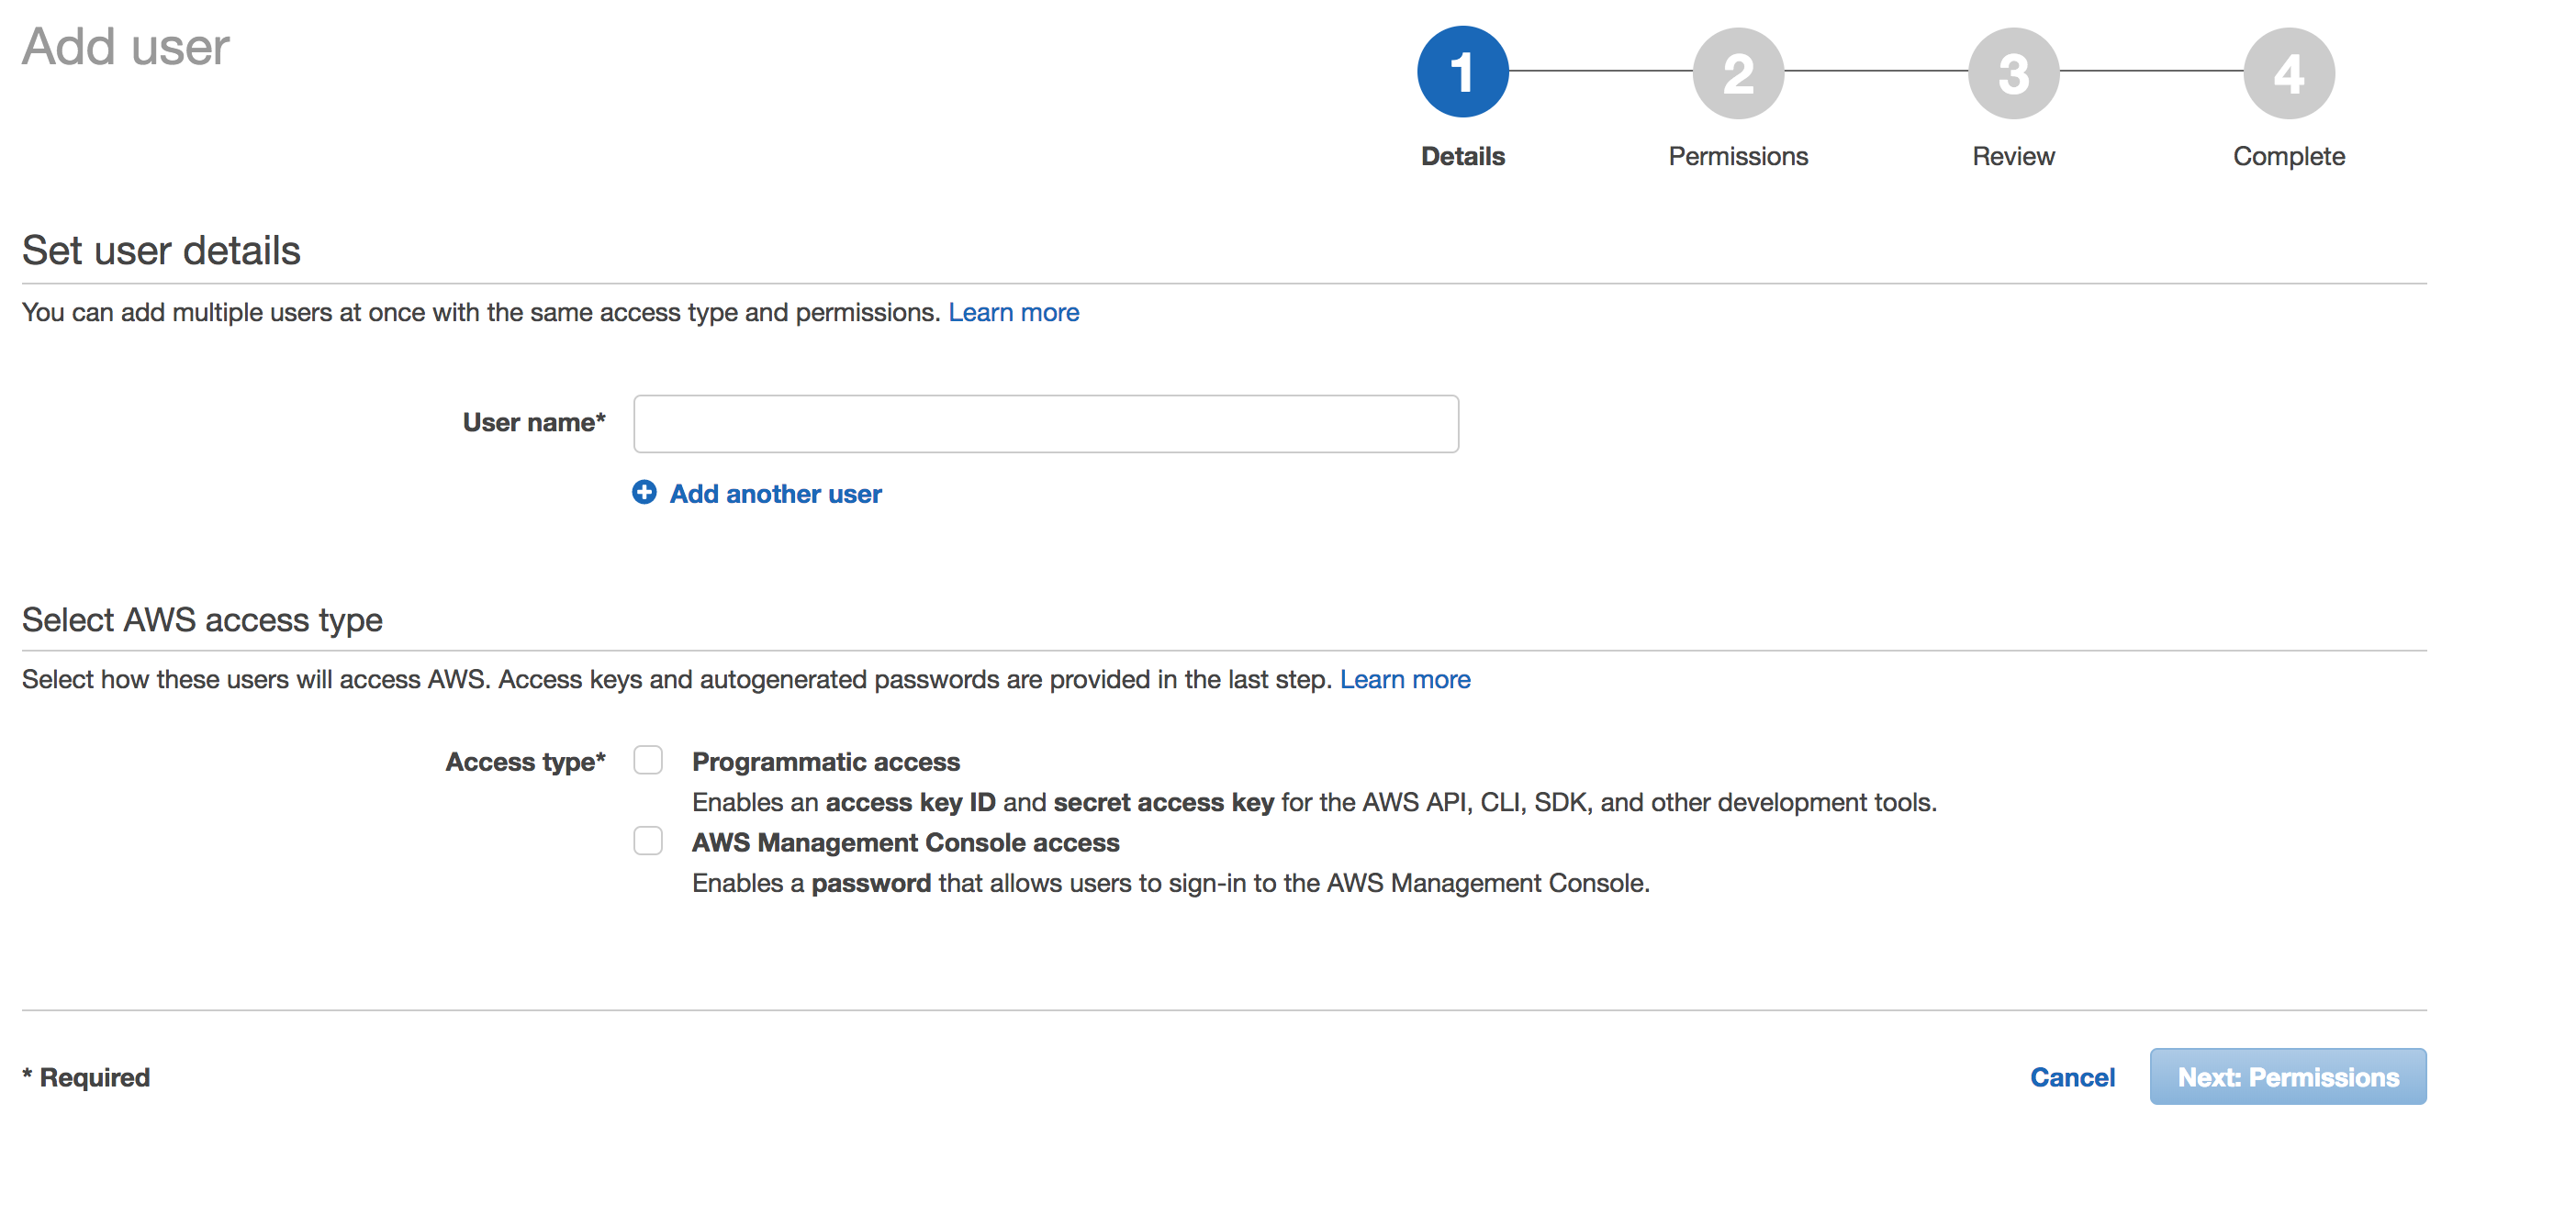 Add user
1
2
3
4
Details
Permissions
Review
Complete
Set user details
You can add multiple users at once with the same access type and permissions. Learn more
User name*
Add another user
Select AWS access type
Select how these users will access AWS. Access keys and autogenerated passwords are provided in the last step. Learn more
Access type*
Programmatic access
Enables an access key ID and secret access key for the AWS API, CLI, SDK, and other development tools.
AWS Management Console access
Enables a password that allows users to sign-in to the AWS Management Console.
* Required
Cancel
Next: Permissions